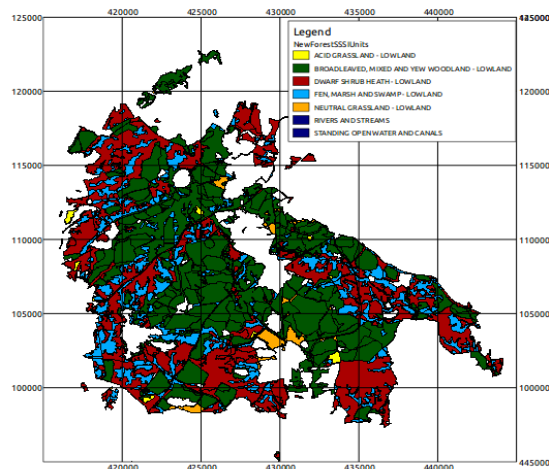 420000 425000 430000 435000 440000 445000
Legend
NewForestSSSIUnits
ACID GRASSLAND - LOWLAND
BROADLEAVED, MIXED AND YEW WOODLAND - LOWLAND
DWARF SHRUB HEATH - LOWLAND
FEN, MARSH AND SWAMP - LOWLAND
NEUTRAL GRASSLAND - LOWLAND
RIVERS AND STREAMS
STANDING OPEN WATER AND CANALS
125000
120000 120000
115000 115000
110000 110000
105000 105000
100000 100000
420000 425000 430000 435000 440000 445000